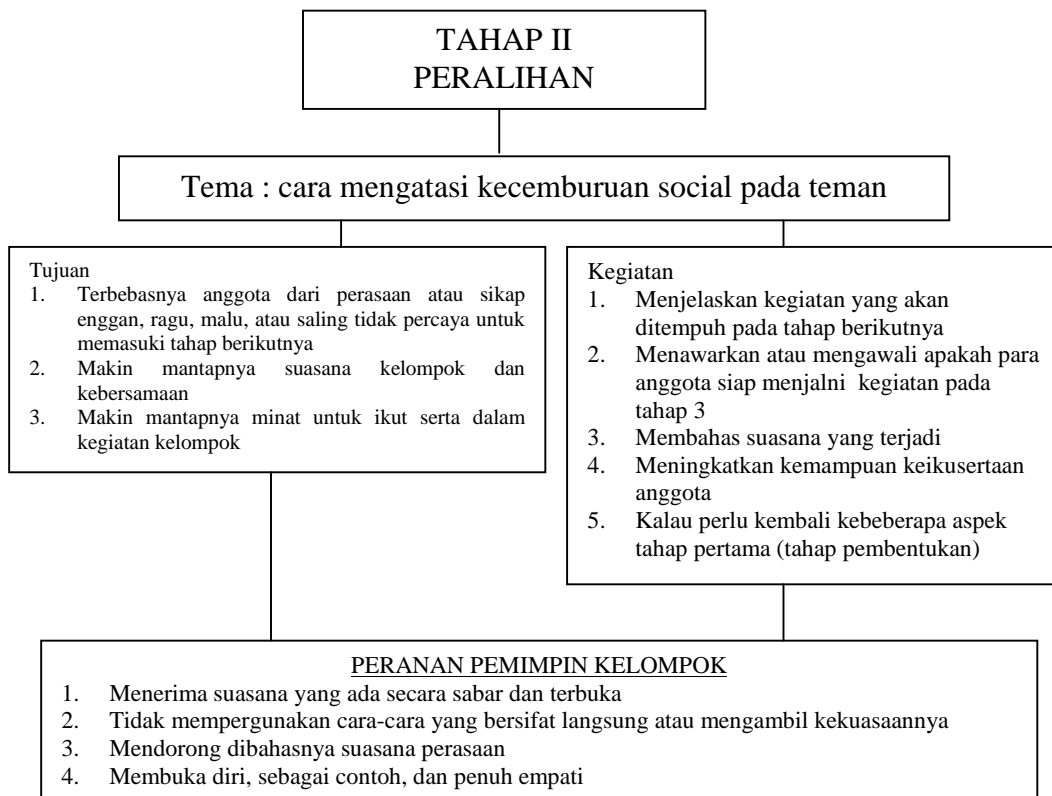 TAHAP II
PERALIHAN
Tema : cara mengatasi kecemburuan social pada teman
Tujuan
1. Terbebasnya anggota dari perasaan atau sikap
enggan, ragu, malu, atau saling tidak percaya untuk
memasuki tahap berikutnya
2. Makin mantapnya suasana kelompok dan
kebersamaan
3. Makin mantapnya minat untuk ikut serta dalam
kegiatan kelompok
Kegiatan
1. Menjelaskan kegiatan yang akan
ditempuh pada tahap berikutnya
2. Menawarkan atau mengawali apakah para
anggota siap menjalni kegiatan pada
tahap 3
3. Membahas suasana yang terjadi
4. Meningkatkan kemampuan keikusertaan
anggota
5. Kalau perlu kembali kebeberapa aspek
tahap pertama (tahap pembentukan)
PERANAN PEMIMPIN KELOMPOK
1. Menerima suasana yang ada secara sabar dan terbuka
2. Tidak mempergunakan cara-cara yang bersifat langsung atau mengambil kekuasaannya
3. Mendorong dibahasnya suasana perasaan
4. Membuka diri, sebagai contoh, dan penuh empati